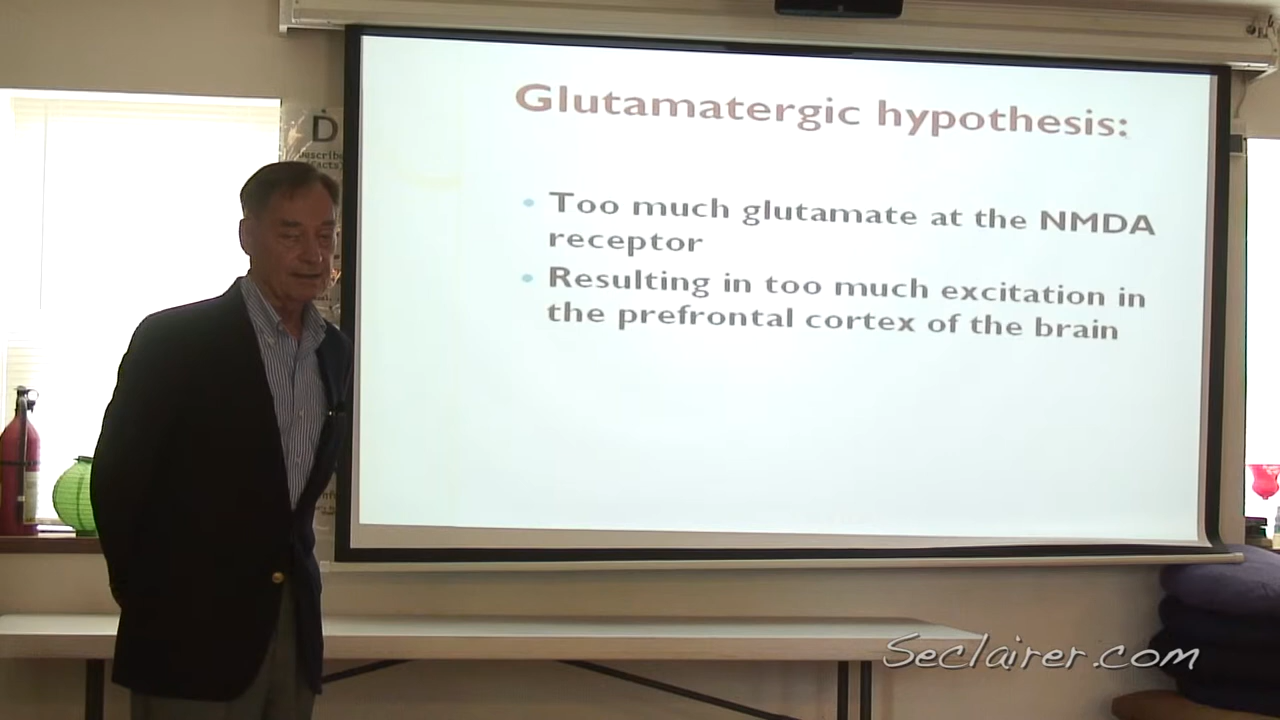 Glutamatergic hypothesis:
• Too much glutamate at the NMDA
receptor
• Resulting in too much excitation in
the prefrontal cortex of the brain
D
Seclairer.com